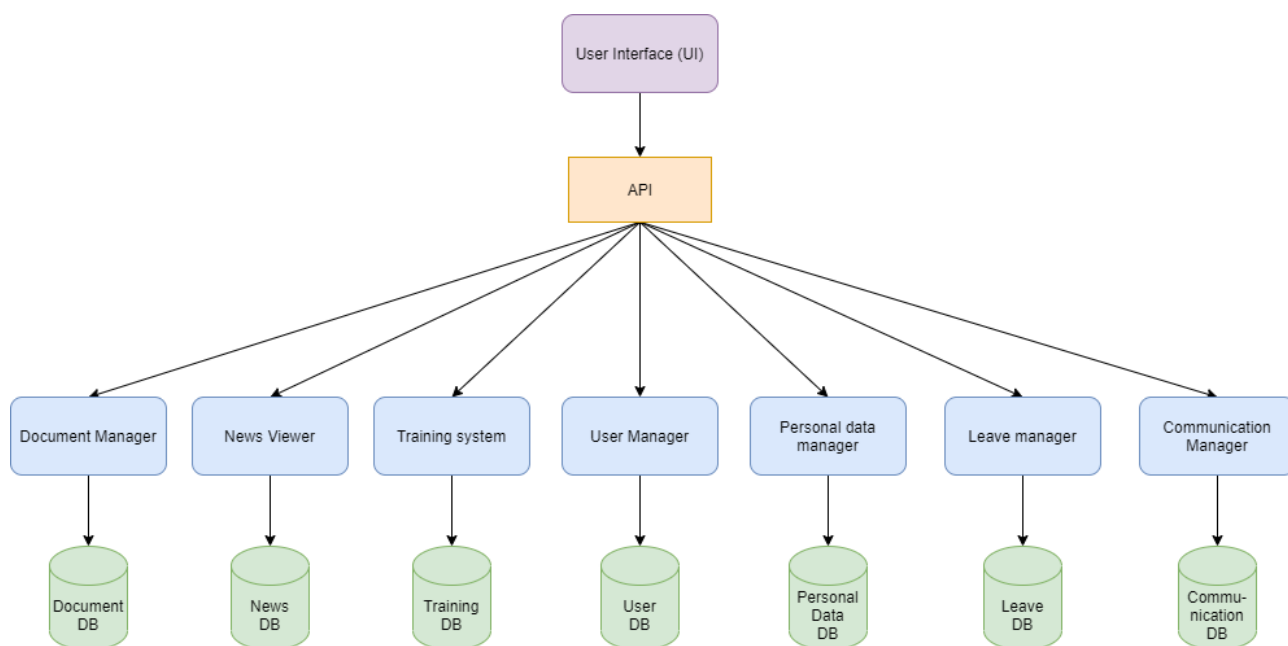 User Interface (UI)
API
Document Manager
News Viewer
Training system
User Manager
Personal data
manager
Leave manager
Communication
Manager
Document
DB
News
DB
Training
DB
User
DB
Personal
Data
DB
Leave
DB
Commu-
nication
DB